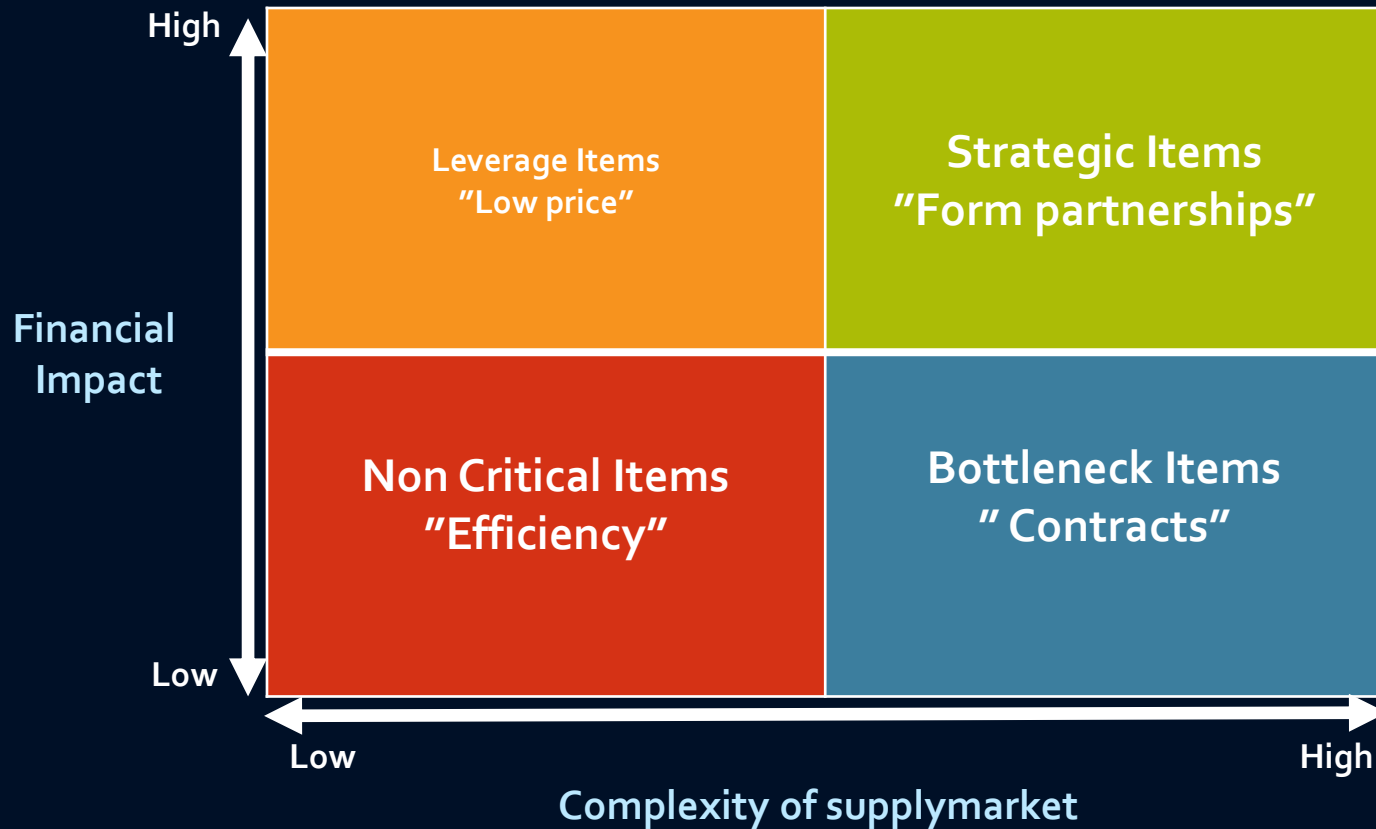 High
Leverage Items
”Low price”
Strategic Items
”Form partnerships”
Financial
Impact
Non Critical Items
”Efficiency”
Bottleneck Items
” Contracts”
Low
Low
High
Complexity of supplymarket